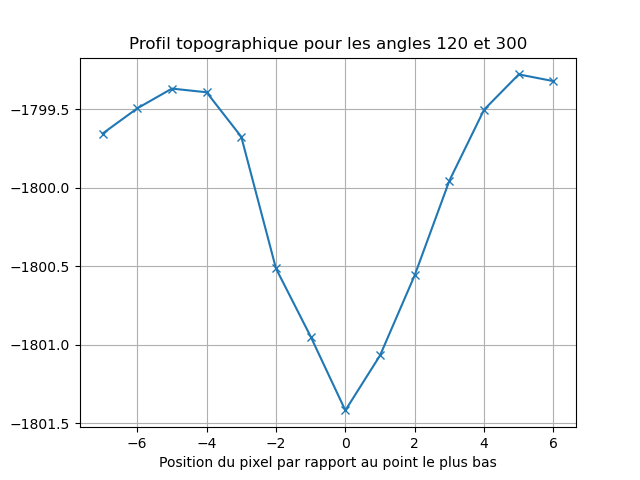 Profil topographique pour les angles 120 et 300
−1799.5
−1800.0
−1800.5
−1801.0
−1801.5
−6 −4 −2 0 2 4 6
Position du pixel par rapport au point le plus bas